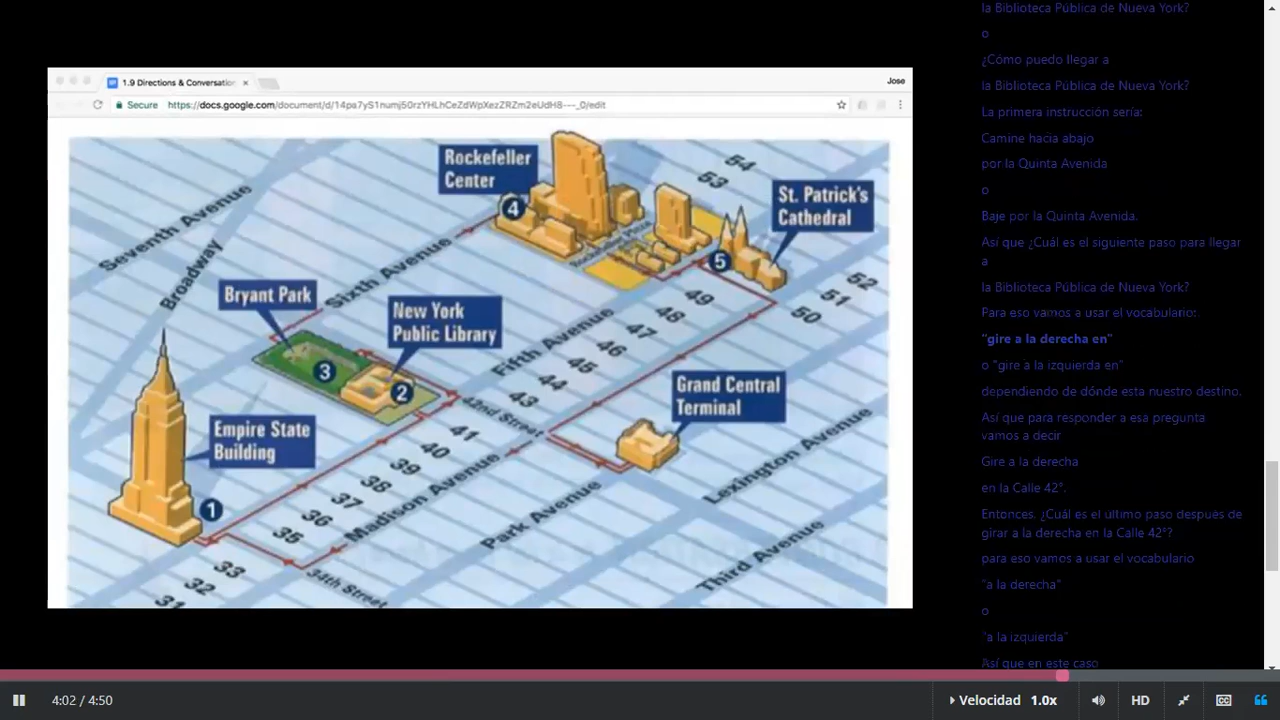 1.9 Directions & Conversation
Jose
Secure
https://docs.google.com/document/d/14pa7yS1numj50rzYHLhCeZdWpXezZRZm2eUdH8---_0/edit
Rockefeller
Center
4
54
53
St. Patrick's
Cathedral
5
Seventh Avenue
Broadway
Sixth Avenue
Bryant Park
New York
Public Library
3
2
Fifth Avenue
52
51
50
49
48
47
46
45
44
43
42nd Street
41
40
39
38
37
36
35
Grand Central
Terminal
Empire State
Building
1
Madison Avenue
Park Avenue
Lexington Avenue
Third Avenue
34th Street
33
32
31
la Biblioteca Pública de Nueva York?
o
¿Cómo puedo llegar a
la Biblioteca Pública de Nueva York?
La primera instrucción sería:
Camine hacia abajo
por la Quinta Avenida
o
Baje por la Quinta Avenida.
Así que ¿Cuál es el siguiente paso para llegar
a
la Biblioteca Pública de Nueva York?
Para eso vamos a usar el vocabulario:
"gire a la derecha en"
o "gire a la izquierda en"
dependiendo de dónde esta nuestro destino.
Así que para responder a esa pregunta
vamos a decir
Gire a la derecha
en la Calle 42ª.
Entonces. ¿Cuál es el ultimo paso después de
girar a la derecha en la Calle 42ª?
para eso vamos a usar el vocabulario
"a la derecha"
o
"a la izquierda"
Así que en este caso
4:02 / 4:50
Velocidad 1.0x
HD
CC